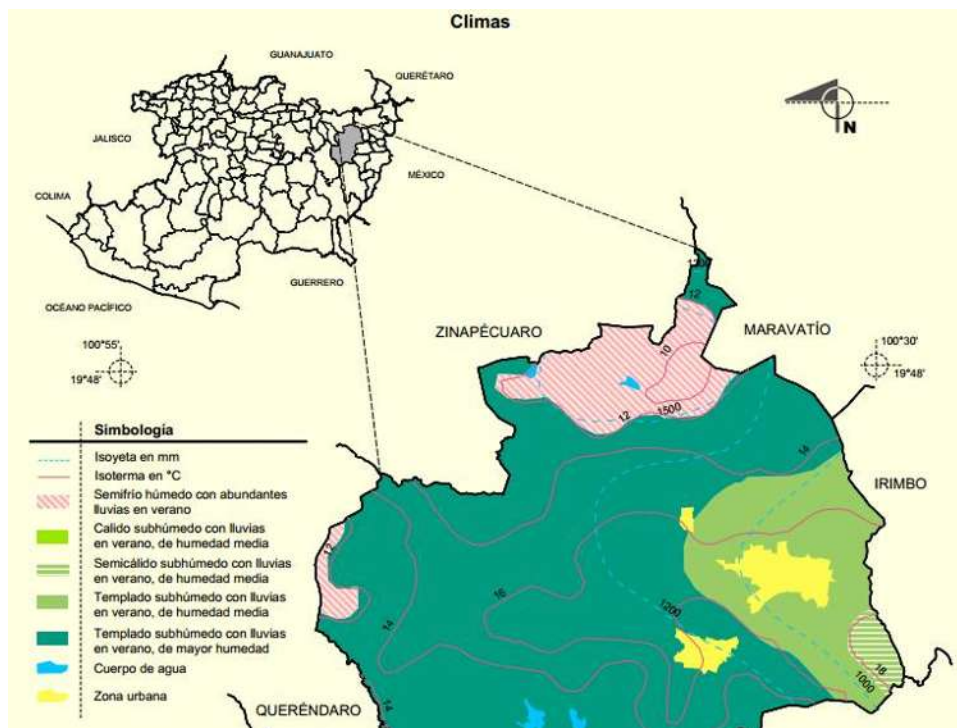 Climas
GUANAJUATO
QUERÉTARO
JALISCO
N
MÉXICO
COLIMA
GUERRERO
OCÉANO PACÍFICO
12
ZINAPÉCUARO
MARAVATÍO
100°55'
19°48'
100°30'
19°48'
10
12
1500
Simbología
Isoyeta en mm
Isoterma en °C
Semifrío húmedo con abundantes
lluvias en verano
Calido subhúmedo con lluvias
en verano, de humedad media
Semicálido subhúmedo con lluvias
en verano, de humedad media
Templado subhúmedo con lluvias
en verano, de humedad media
Templado subhúmedo con lluvias
en verano, de mayor humedad
Cuerpo de agua
Zona urbana
14
IRIMBO
12
16
1200
14
18
1000
14
QUERÉNDARO